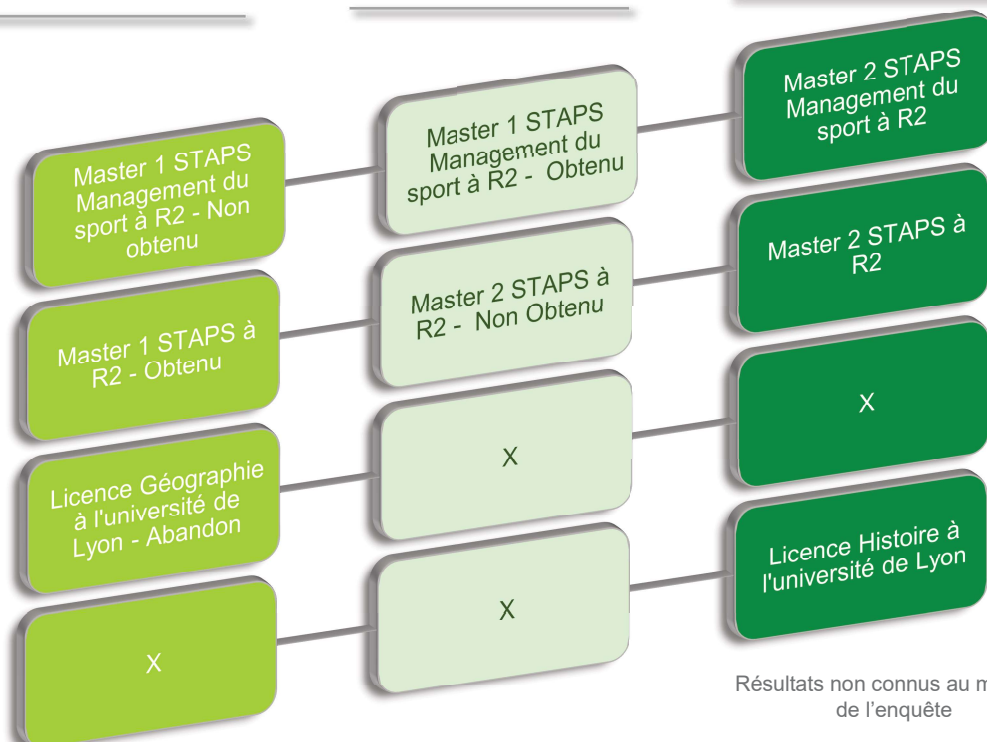 Master 1 STAPS
Management du
sport à R2 - Non
obtenu
Master 1 STAPS
Management du
sport à R2 - Obtenu
Master 2 STAPS
Management du
sport à R2
Master 1 STAPS à
R2 - Obtenu
Master 2 STAPS à
R2 - Non Obtenu
Master 2 STAPS à
R2
Licence Géographie
à l'université de
Lyon - Abandon
X
X
X
X
Licence Histoire à
l'université de Lyon
Résultats non connus au
de l'enquête